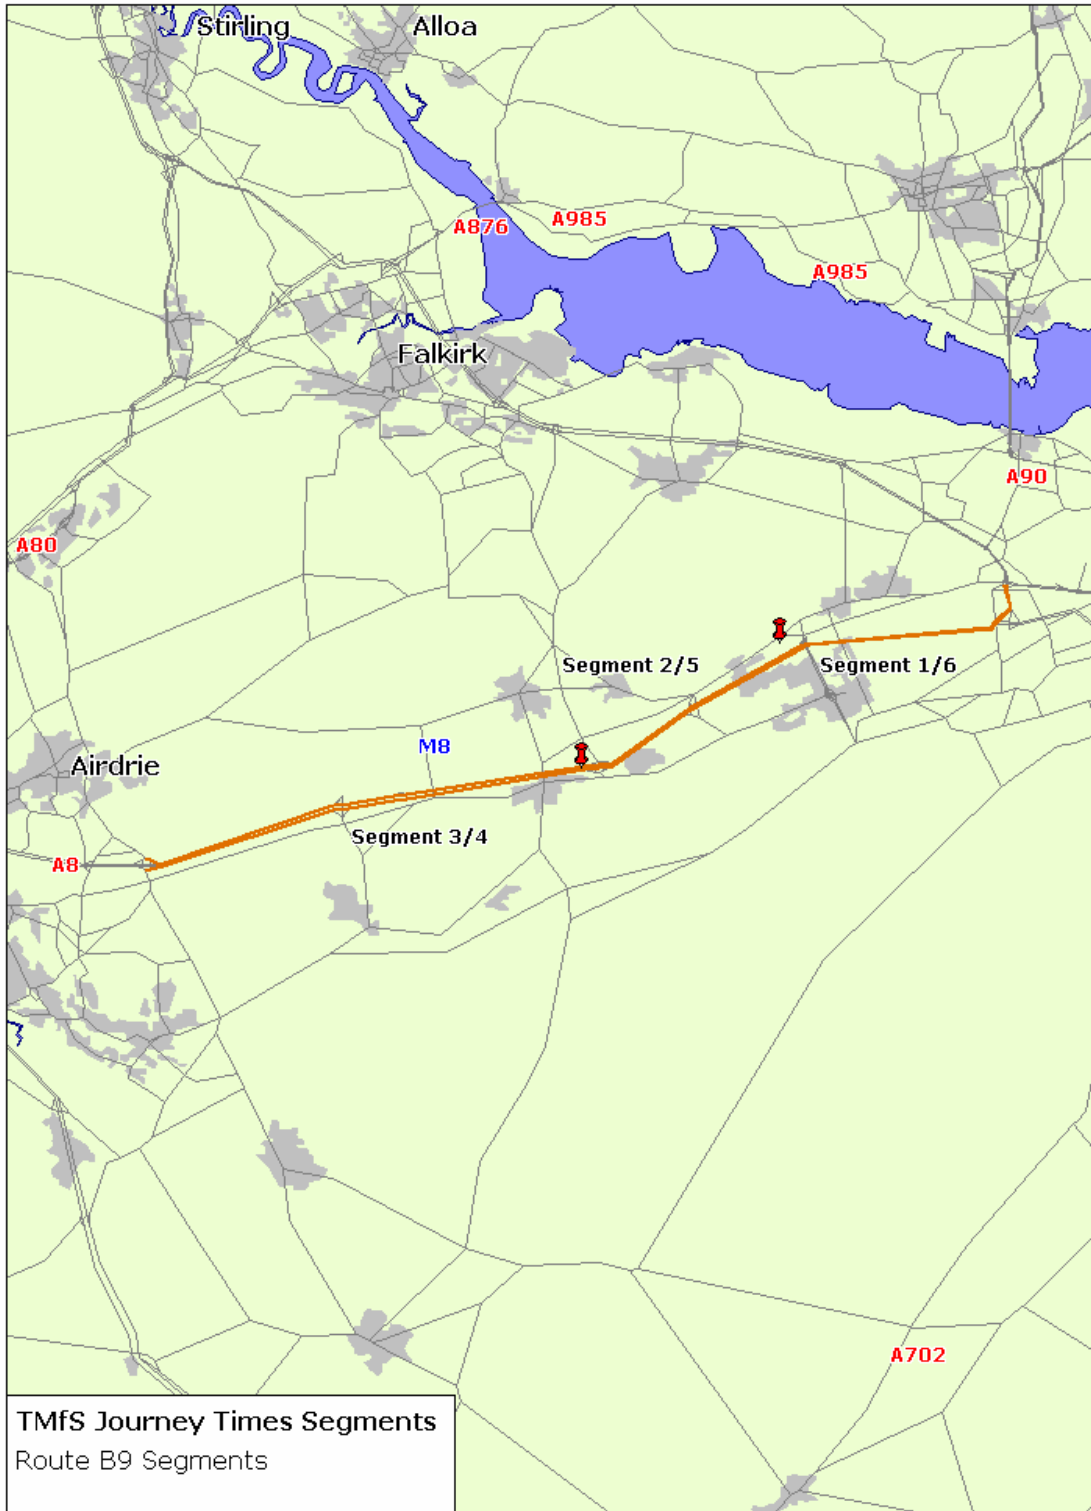 Stirling
Alloa
A876
A985
A985
Falkirk
A90
A80
Segment 2/5
Segment 1/6
M8
Airdrie
Segment 3/4
A8
A702
TMfS Journey Times Segments
Route B9 Segments